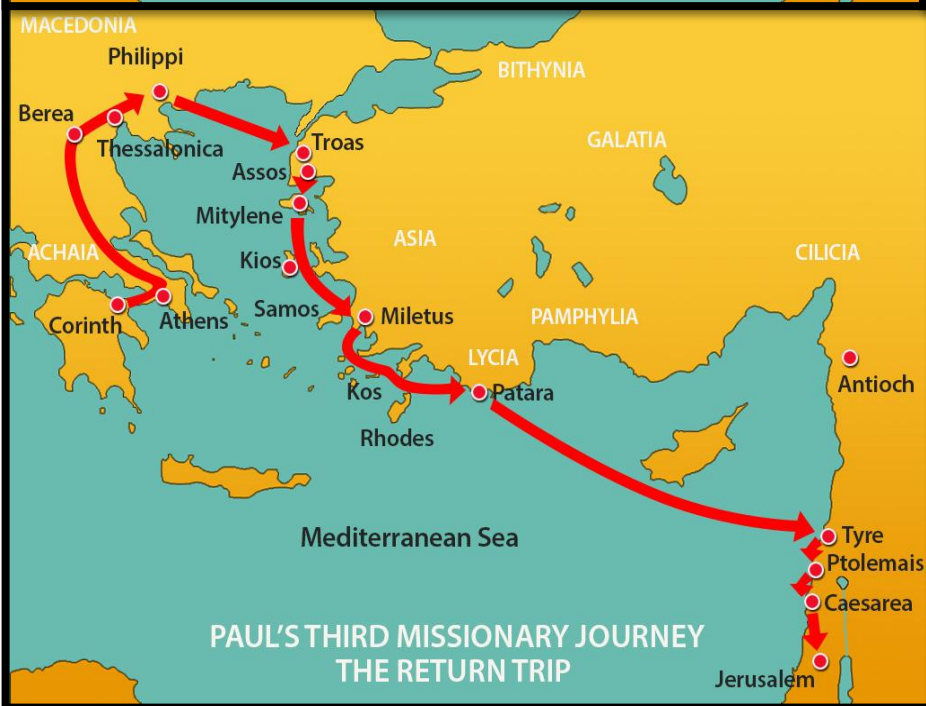 MACEDONIA
Philippi
BITHYNIA
Berea
Thessalonica
Troas
GALATIA
Assos
Mitylene
ASIA
ACHAIA
Kios
CILICIA
Samos
Corinth
Athens
Miletus
PAMPHYLIA
LYCIA
Antioch
Kos
Patara
Rhodes
Mediterranean Sea
Tyre
Ptolemais
Caesarea
PAUL'S THIRD MISSIONARY JOURNEY
THE RETURN TRIP
Jerusalem